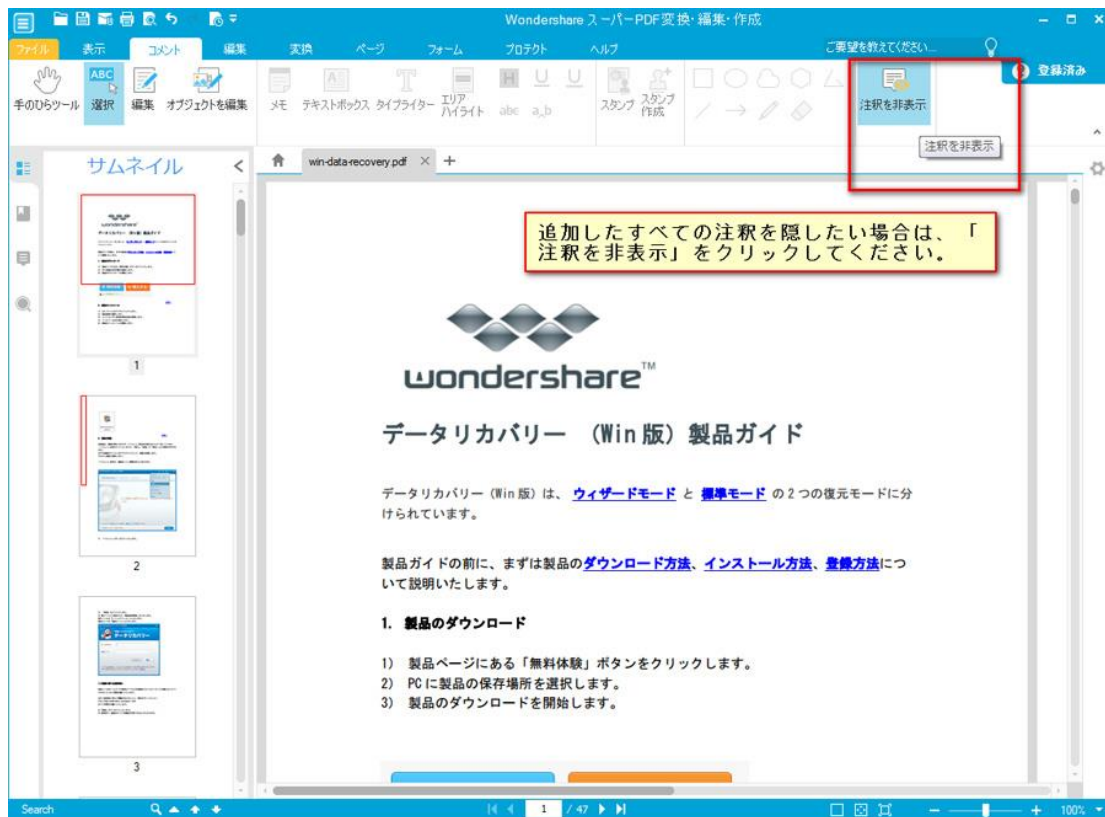 Wondershare スーパーPDF変換・編集・作成
ファイル 表示 コメント 編集 変換 ページ フォーム プロテクト ヘルプ ご要望を教えてください...
登録済み
手のひらツール 選択 編集 オブジェクトを編集 メモ テキストボックス タイプライター エリアハイライト スタンプ スタンプ作成 注釈を非表示
注釈を非表示
サムネイル
win-data-recovery.pdf
追加したすべての注釈を隠したい場合は、「
注釈を非表示」をクリックしてください。
wondershare™
データリカバリー (Win版) 製品ガイド
データリカバリー (Win版) は、 ウィザードモード と 標準モード の2つの復元モードに分
けられています。
製品ガイドの前に、まずは製品のダウンロード方法、インストール方法、登録方法につ
いて説明いたします。
1. 製品のダウンロード
1) 製品ページにある「無料体験」ボタンをクリックします。
2) PCに製品の保存場所を選択します。
3) 製品のダウンロードを開始します。
1
2
3
Search 1 / 47 100%